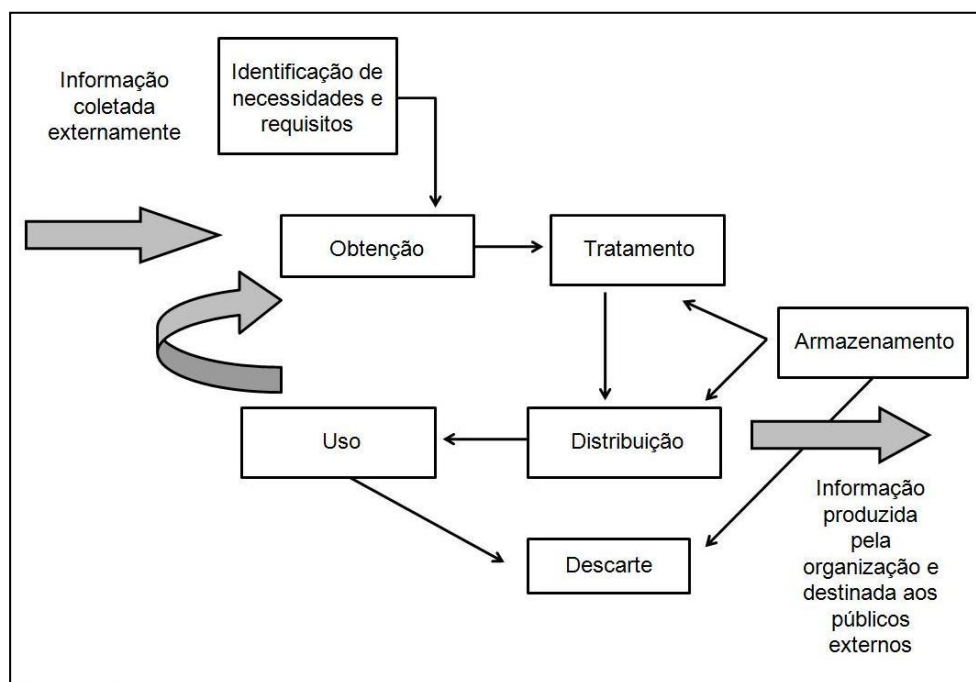 Informação
coletada
externamente
Identificação de
necessidades e
requisitos
Obtenção
Tratamento
Armazenamento
Uso
Distribuição
Descarte
Informação
produzida
pela
organização e
destinada aos
públicos
externos